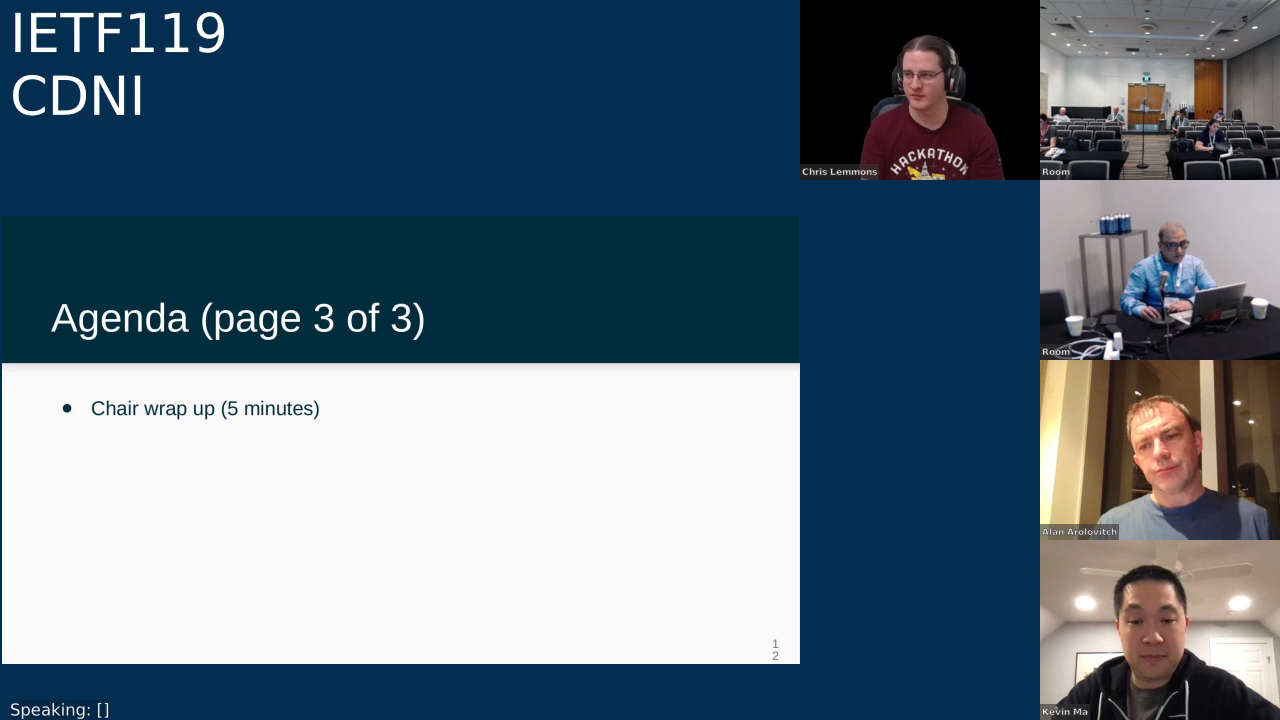 IETF119
CDNI
Chris Lemmons
HACKATHON
Room
Room
Agenda (page 3 of 3)
● Chair wrap up (5 minutes)
Alan Arolovitch
1
2
Kevin Ma
Speaking: []